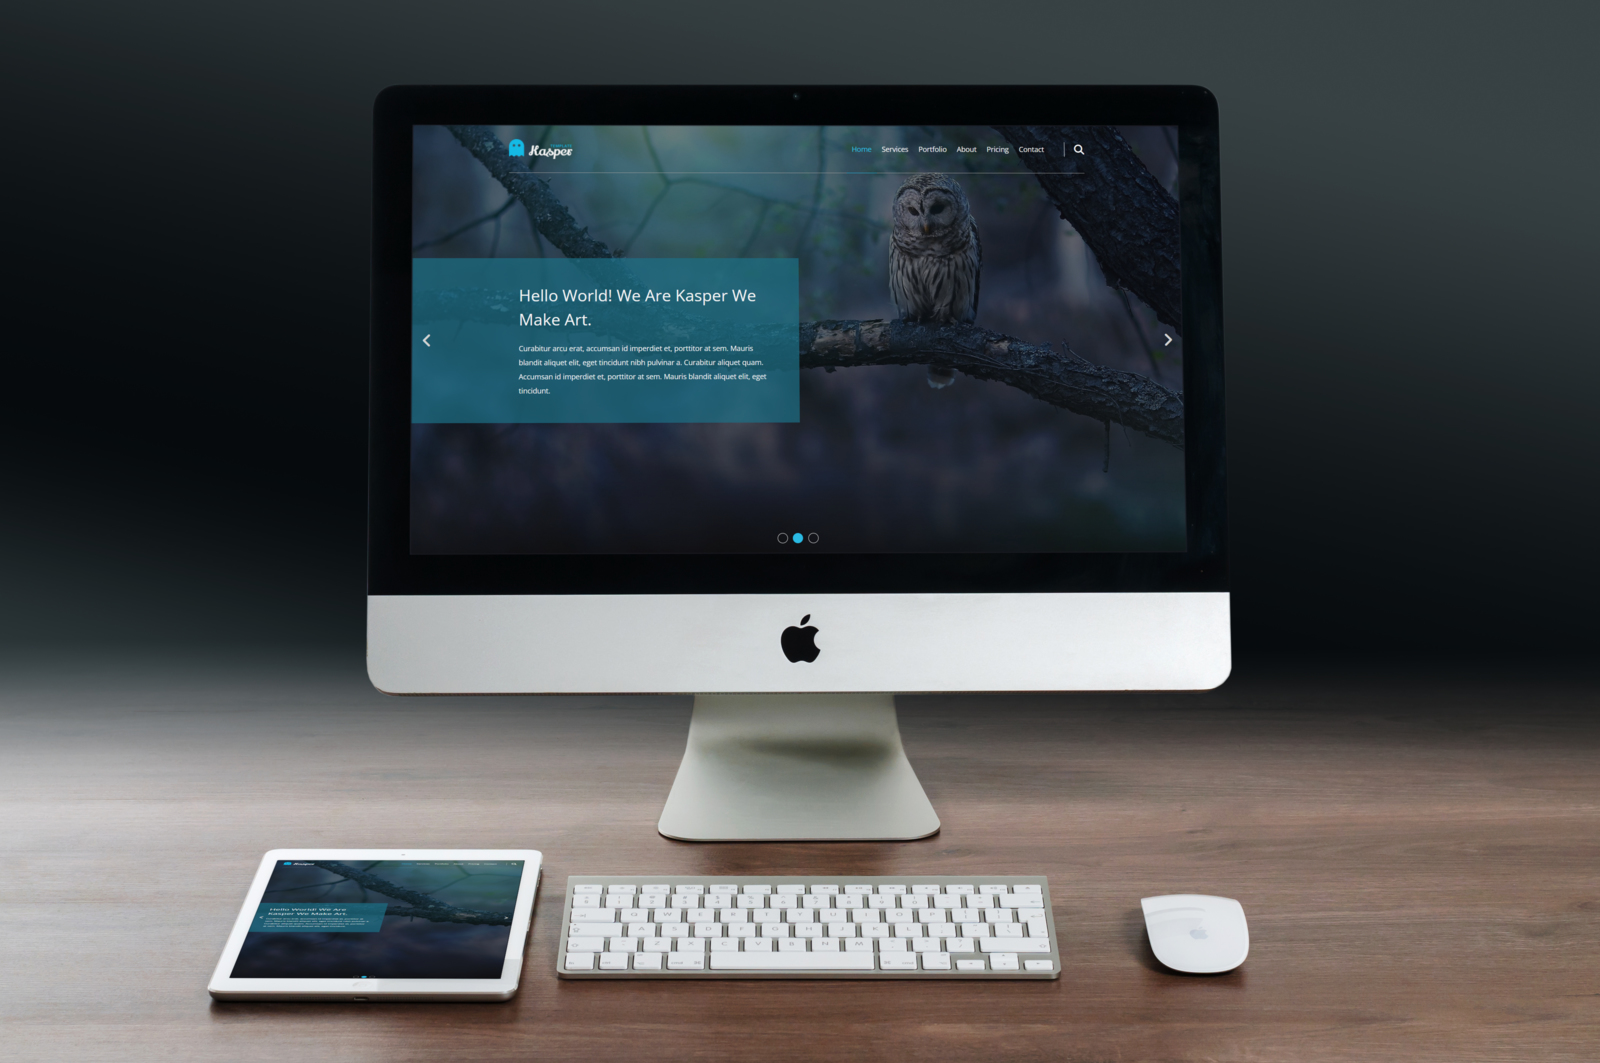 TEMPLATE
Kasper
Home Services Portfolio About Pricing Contact
Hello World! We Are Kasper We
Make Art.
Curabitur arcu erat, accumsan id imperdiet et, porttitor at sem. Mauris
blandit aliquet elit, eget tincidunt nibh pulvinar a. Curabitur aliquet quam.
Accumsan id imperdiet et, porttitor at sem. Mauris blandit aliquet elit, eget
tincidunt.
Kasper
Hello World! We Are
Kasper We Make Art.
Q W E R T Y U I O P
A S D F G H J K L
Z X C V B N M